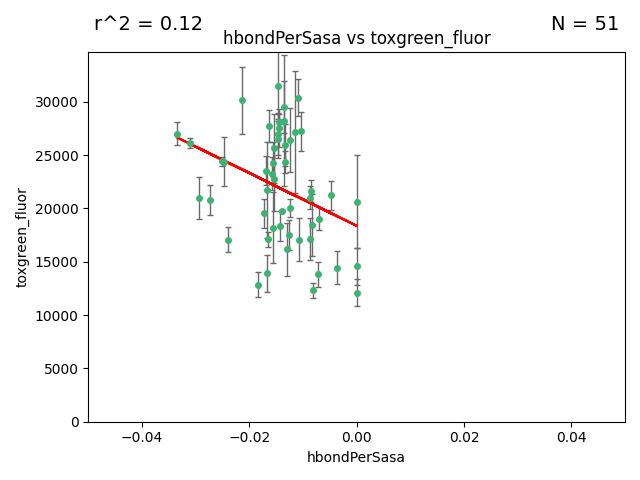 r^2 = 0.12
N = 51
hbondPerSasa vs toxgreen_fluor
30000
25000
20000
15000
10000
5000
0
toxgreen_fluor
−0.04
−0.02
0.00
0.02
0.04
hbondPerSasa